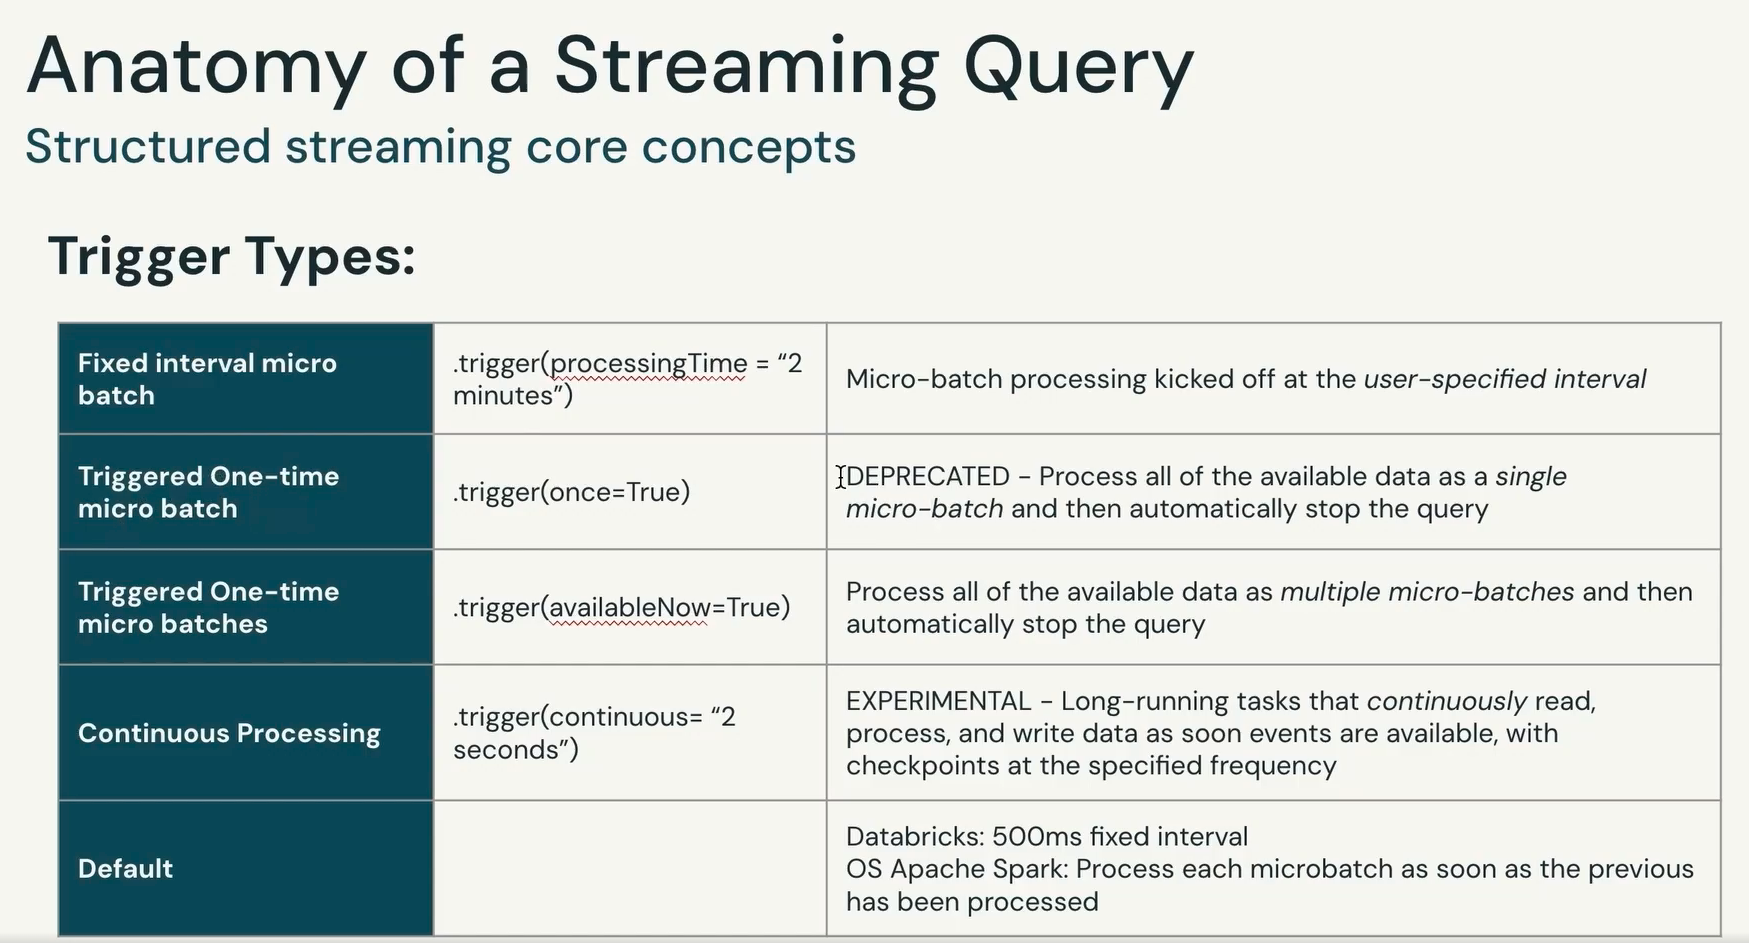 Anatomy of a Streaming Query
Structured streaming core concepts
Trigger Types:
Fixed interval micro
batch
.trigger(processingTime = “2
minutes”)
Micro-batch processing kicked off at the user-specified interval
Triggered One-time
micro batch
.trigger(once=True)
DEPRECATED - Process all of the available data as a single
micro-batch and then automatically stop the query
Triggered One-time
micro batches
.trigger(availableNow=True)
Process all of the available data as multiple micro-batches and then
automatically stop the query
Continuous Processing
.trigger(continuous= “2
seconds”)
EXPERIMENTAL - Long-running tasks that continuously read,
process, and write data as soon events are available, with
checkpoints at the specified frequency
Default
Databricks: 500ms fixed interval
OS Apache Spark: Process each microbatch as soon as the previous
has been processed